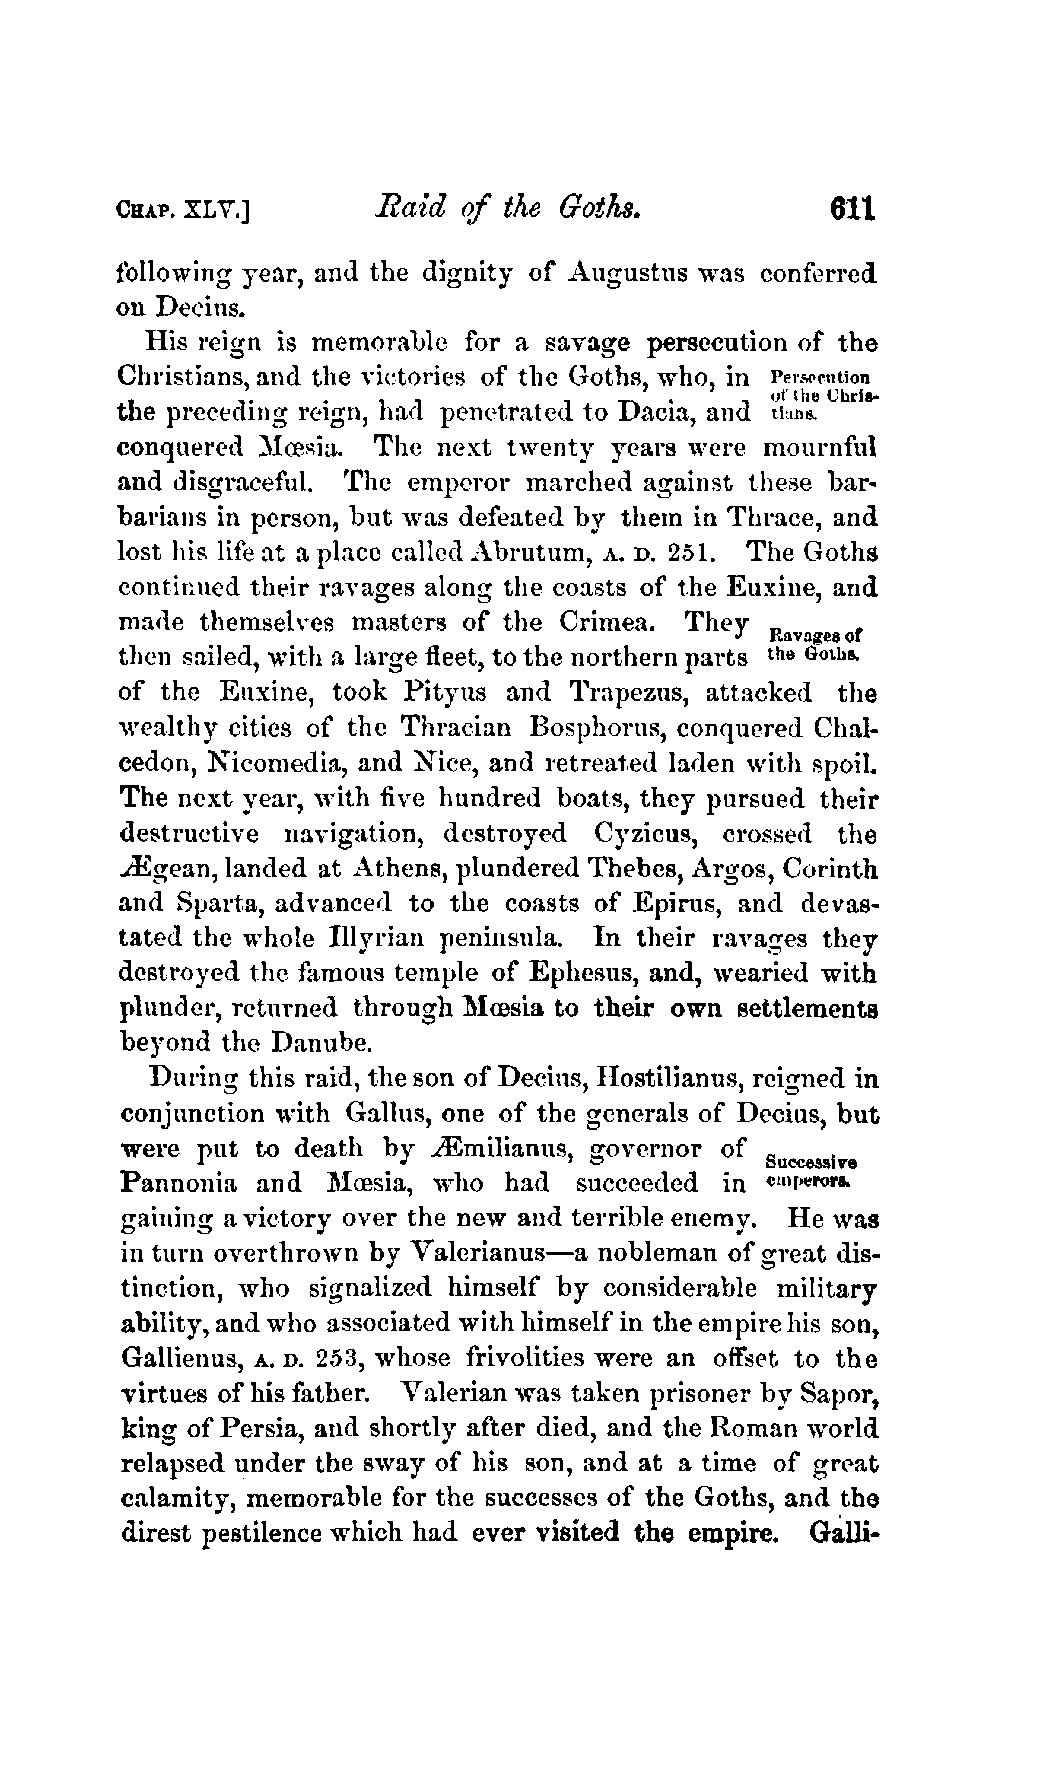 CHAP. XLV.] Raid of the Goths. 611
following year, and the dignity of Augustus was conferred
on Decius.
His reign is memorable for a savage persecution of the
Christians, and the victories of the Goths, who, in
Persecution
of the Chris-
tians.
the preceding reign, had penetrated to Dacia, and
conquered Mœsia. The next twenty years were mournful
and disgraceful. The emperor marched against these bar-
barians in person, but was defeated by them in Thrace, and
lost his life at a place called Abrutum, A. D. 251. The Goths
continued their ravages along the coasts of the Euxine, and
made themselves masters of the Crimea. They
Ravages of
the Goths.
then sailed, with a large fleet, to the northern parts
of the Euxine, took Pityus and Trapezus, attacked the
wealthy cities of the Thracian Bosphorus, conquered Chal-
cedon, Nicomedia, and Nice, and retreated laden with spoil.
The next year, with five hundred boats, they pursued their
destructive navigation, destroyed Cyzicus, crossed the
Ægean, landed at Athens, plundered Thebes, Argos, Corinth
and Sparta, advanced to the coasts of Epirus, and devas-
tated the whole Illyrian peninsula. In their ravages they
destroyed the famous temple of Ephesus, and, wearied with
plunder, returned through Mœsia to their own settlements
beyond the Danube.
During this raid, the son of Decius, Hostilianus, reigned in
conjunction with Gallus, one of the generals of Decius, but
were put to death by Æmilianus, governor of
Successive
emperors.
Pannonia and Mœsia, who had succeeded in
gaining a victory over the new and terrible enemy. He was
in turn overthrown by Valerianus—a nobleman of great dis-
tinction, who signalized himself by considerable military
ability, and who associated with himself in the empire his son,
Gallienus, A. D. 253, whose frivolities were an offset to the
virtues of his father. Valerian was taken prisoner by Sapor,
king of Persia, and shortly after died, and the Roman world
relapsed under the sway of his son, and at a time of great
calamity, memorable for the successes of the Goths, and the
direst pestilence which had ever visited the empire. Galli-